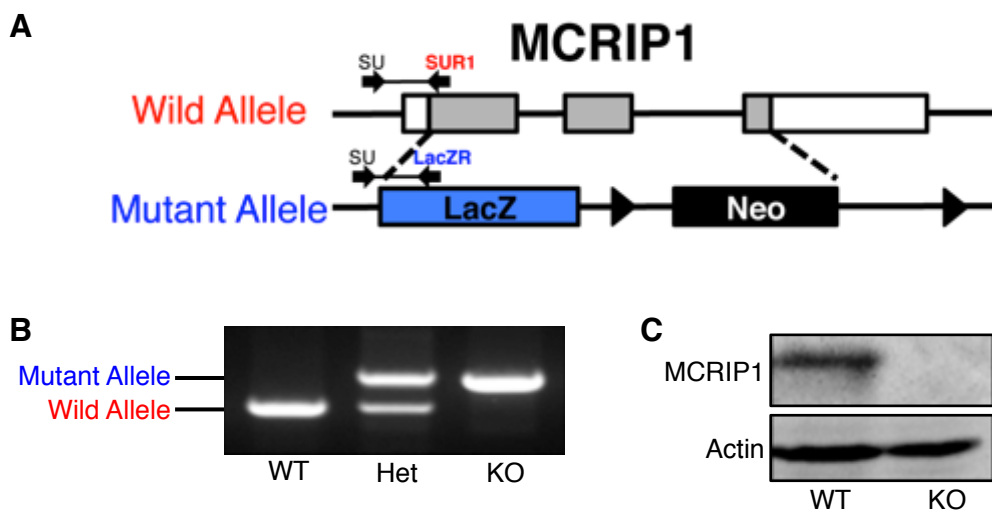 A
MCRIP1
SU SUR1
Wild Allele
SU LacZR
Mutant Allele LacZ Neo
B
Mutant Allele
Wild Allele
WT Het KO
C
MCRIP1
Actin
WT KO